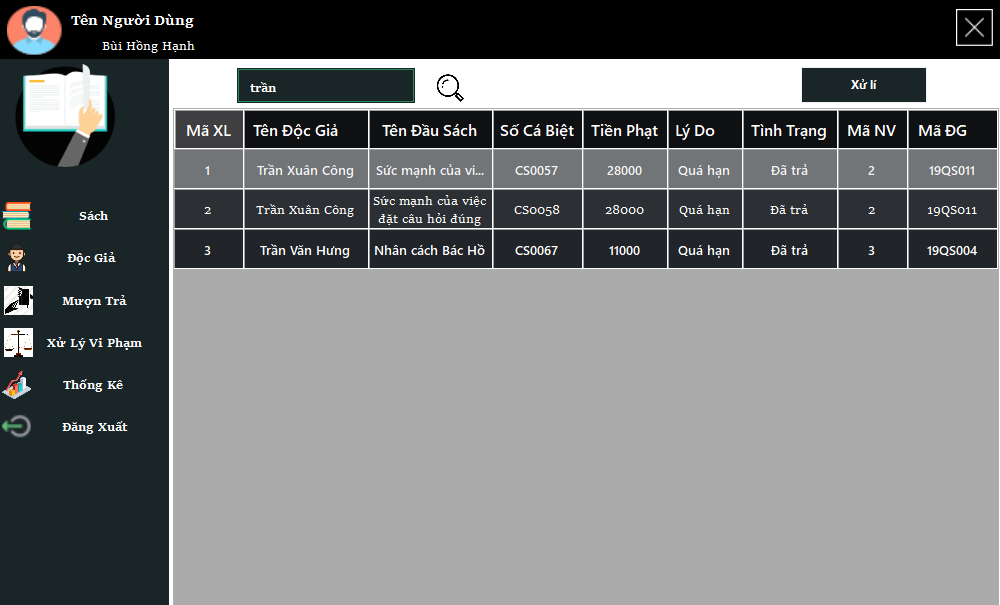 Tên Người Dùng
Bùi Hồng Hạnh
trần
Xử lí
Sách
Độc Giả
Mượn Trả
Xử Lý Vi Phạm
Thống Kê
Đăng Xuất
Mã XL Tên Độc Giả Tên Đầu Sách Số Cá Biệt Tiền Phạt Lý Do Tình Trạng Mã NV Mã ĐG
1 Trần Xuân Công Sức mạnh của vi... CS0057 28000 Quá hạn Đã trả 2 19QS011
2 Trần Xuân Công Sức mạnh của việc đặt câu hỏi đúng CS0058 28000 Quá hạn Đã trả 2 19QS011
3 Trần Văn Hưng Nhân cách Bác Hồ CS0067 11000 Quá hạn Đã trả 3 19QS004